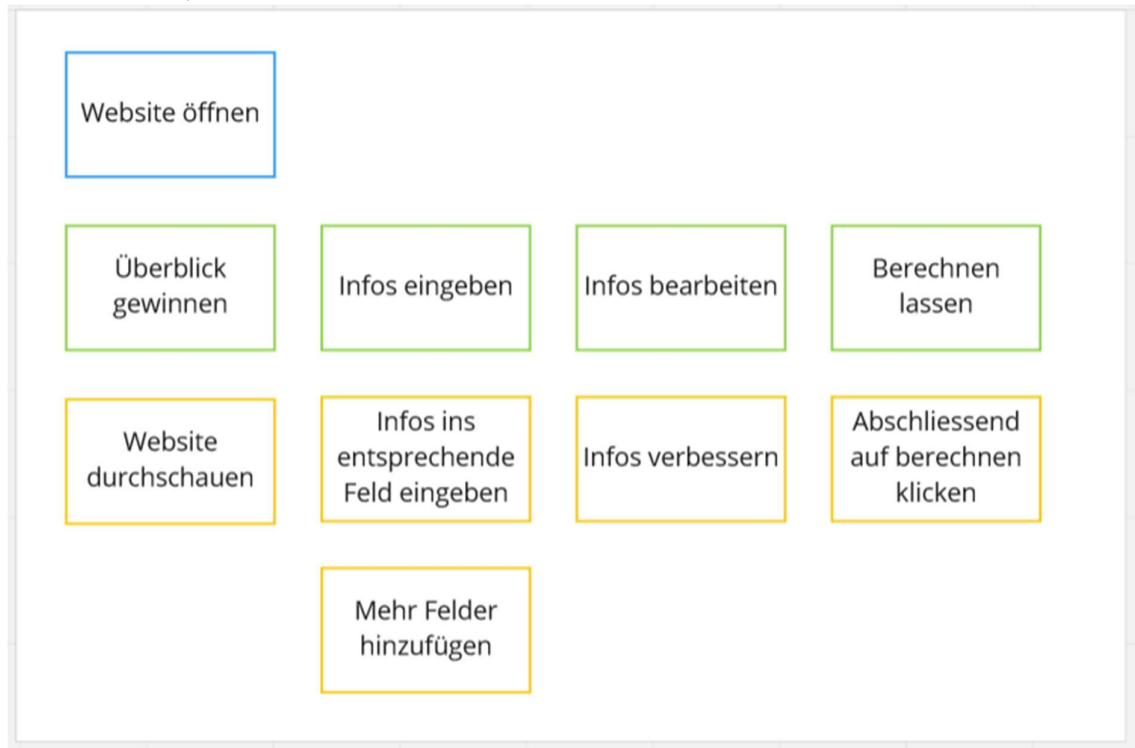 Website öffnen
Überblick
gewinnen
Infos eingeben
Infos bearbeiten
Berechnen
lassen
Website
durchschauen
Infos ins
entsprechende
Feld eingeben
Infos verbessern
Abschliessend
auf berechnen
klicken
Mehr Felder
hinzufügen